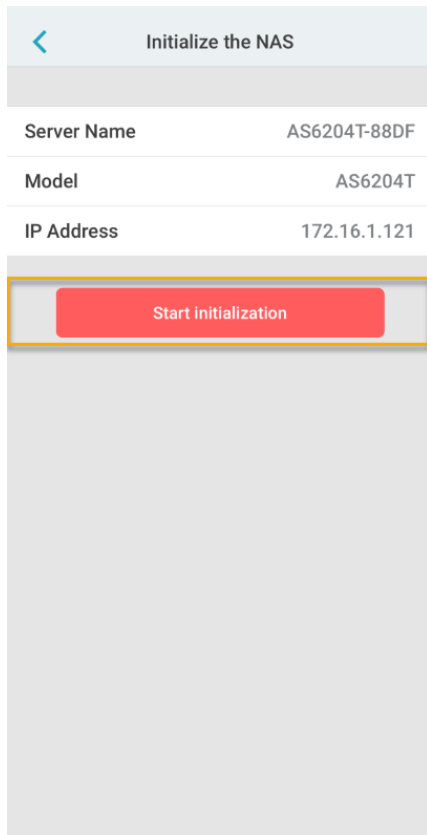 Initialize the NAS
Server Name AS6204T-88DF
Model AS6204T
IP Address 172.16.1.121
Start initialization